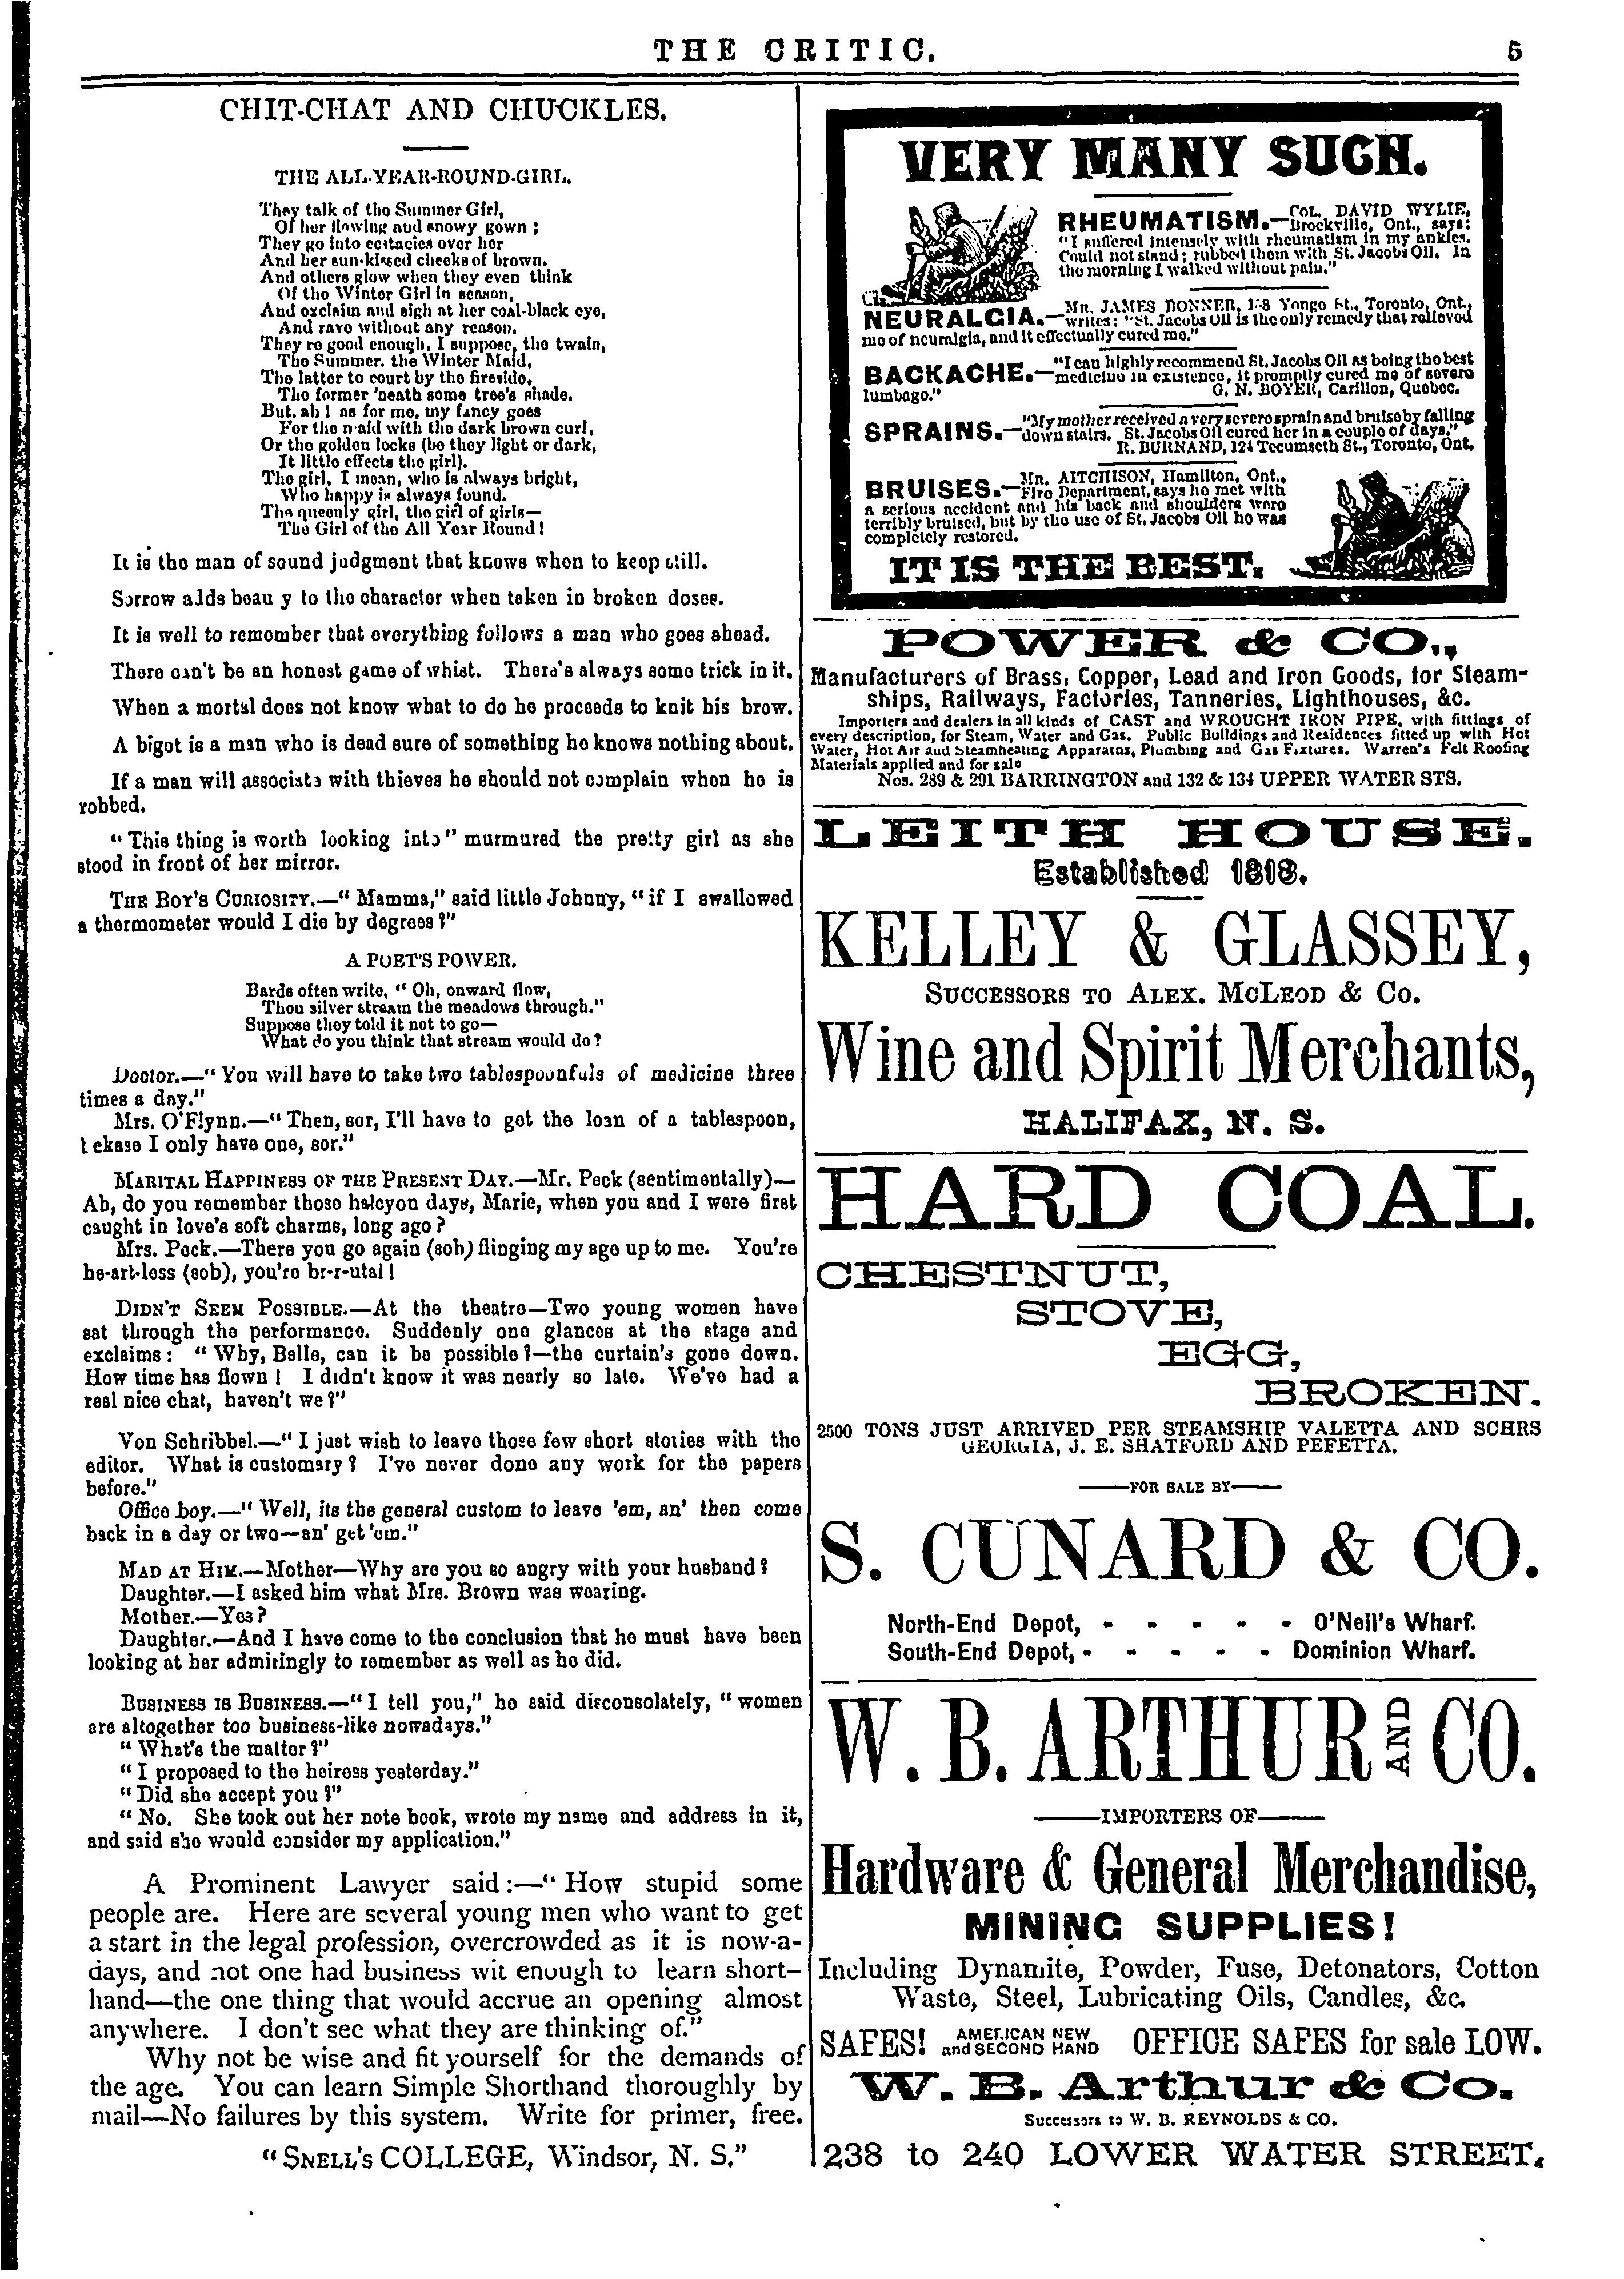 THE CRITIC. 5
CHIT-CHAT AND CHUCKLES.
THE ALL-YEAR-ROUND-GIRL.
They talk of the Summer Girl,
Of her flowing and snowy gown ;
They go into ecstacies over her
And her sun-kissed cheeks of brown.
And others glow when they even think
Of the Winter Girl in season,
And exclaim and sigh at her coal-black eye,
And rave without any reason.
They're good enough, I suppose, the twain,
The Summer. the Winter Maid,
The latter to court by the fireside,
The former 'neath some tree's shade.
But, ah ! as for me, my fancy goes
For the maid with the dark brown curl,
Or the golden locks (be they light or dark,
It little effects the girl).
The girl, I mean, who is always bright,
Who happy is always found.
The queenly girl, the girl of girls—
The Girl of the All Year Round !
It is the man of sound judgment that knows when to keep still.
Sorrow adds beauty to the character when taken in broken doses.
It is well to remember that everything follows a man who goes ahead.
There can't be an honest game of whist. There's always some trick in it.
When a mortal does not know what to do he proceeds to knit his brow.
A bigot is a man who is dead sure of something he knows nothing about.
If a man will associate with thieves he should not complain when he is
robbed.
" This thing is worth looking into" murmured the pretty girl as she
stood in front of her mirror.
THE BOY'S CURIOSITY.—" Mamma," said little Johnny, " if I swallowed
a thermometer would I die by degrees ?"
A POET'S POWER.
Bards often write, " Oh, onward flow,
Thou silver stream the meadows through."
Suppose they told it not to go—
What do you think that stream would do ?
Doctor.—" You will have to take two tablespoonfuls of medicine three
times a day."
Mrs. O'Flynn.—" Then, sor, I'll have to get the loan of a tablespoon,
bekase I only have one, sor."
MARITAL HAPPINESS OF THE PRESENT DAY.—Mr. Peck (sentimentally)—
Ah, do you remember those halcyon days, Marie, when you and I were first
caught in love's soft charms, long ago ?
Mrs. Peck.—There you go again (sob) flinging my age up to me. You're
he-art-less (sob), you're br-r-utal !
DIDN'T SEEM POSSIBLE.—At the theatre—Two young women have
sat through the performance. Suddenly one glances at the stage and
exclaims : " Why, Belle, can it be possible ?—the curtain's gone down.
How time has flown ! I didn't know it was nearly so late. We've had a
real nice chat, haven't we ?"
Von Schribbel.—" I just wish to leave those few short stories with the
editor. What is customary ? I've never done any work for the papers
before."
Office boy.—" Well, its the general custom to leave 'em, an' then come
back in a day or two—an' get 'em."
MAD AT HIM.—Mother—Why are you so angry with your husband ?
Daughter.—I asked him what Mrs. Brown was wearing.
Mother.—Yes ?
Daughter.—And I have come to the conclusion that he must have been
looking at her admiringly to remember as well as he did.
BUSINESS IS BUSINESS.—" I tell you," he said disconsolately, " women
are altogether too business-like nowadays."
" What's the matter ?"
" I proposed to the heiress yesterday."
" Did she accept you ?"
" No. She took out her note book, wrote my name and address in it,
and said she would consider my application."
A Prominent Lawyer said :—" How stupid some
people are. Here are several young men who want to get
a start in the legal profession, overcrowded as it is now-a-
days, and not one had business wit enough to learn short-
hand—the one thing that would accrue an opening almost
anywhere. I don't see what they are thinking of."
Why not be wise and fit yourself for the demands of
the age. You can learn Simple Shorthand thoroughly by
mail—No failures by this system. Write for primer, free.
" SNELL'S COLLEGE, Windsor, N. S."
VERY MANY SUCH.
RHEUMATISM.—COL. DAVID WYLIE,
Brockville, Ont., says:
"I suffered intensely with rheumatism in my ankles.
Could not stand ; rubbed them with St. Jacobs Oil. In
the morning I walked without pain."
NEURALGIA.—MR. JAMES BONNER, 158 Yonge St., Toronto, Ont.,
writes : "St. Jacobs Oil is the only remedy that relieved
me of neuralgia, and it effectually cured me."
BACKACHE.—"I can highly recommend St. Jacobs Oil as being the best
medicine in existence, it promptly cured me of severe
lumbago." G. N. BOYER, Carillon, Quebec.
SPRAINS.—"My mother received a very severe sprain and bruise by falling
down stairs. St. Jacobs Oil cured her in a couple of days."
R. BURNAND, 124 Tecumseth St., Toronto, Ont.
BRUISES.—MR. AITCHISON, Hamilton, Ont.,
Fire Department, says he met with
a serious accident and his back and shoulders were
terribly bruised, but by the use of St. Jacobs Oil he was
completely restored.
IT IS THE BEST.
POWER & CO.,
Manufacturers of Brass, Copper, Lead and Iron Goods, for Steam-
ships, Railways, Factories, Tanneries, Lighthouses, &c.
Importers and dealers in all kinds of CAST and WROUGHT IRON PIPE, with fittings of
every description, for Steam, Water and Gas. Public Buildings and Residences fitted up with Hot
Water, Hot Air and Steamheating Apparatus, Plumbing and Gas Fixtures. Warren's Felt Roofing
Materials applied and for sale
Nos. 289 & 291 BARRINGTON and 132 & 134 UPPER WATER STS.
LEITH HOUSE.
Established 1818.
KELLEY & GLASSEY,
SUCCESSORS TO ALEX. MCLEOD & Co.
Wine and Spirit Merchants,
HALIFAX, N. S.
HARD COAL.
CHESTNUT,
STOVE,
EGG,
BROKEN.
2500 TONS JUST ARRIVED PER STEAMSHIP VALETTA AND SCHRS
GEORGIA, J. E. SHATFORD AND PEFETTA.
—FOR SALE BY—
S. CUNARD & CO.
North-End Depot, - - - - - O'Neil's Wharf.
South-End Depot, - - - - - Dominion Wharf.
W. B. ARTHUR AND CO.
—IMPORTERS OF—
Hardware & General Merchandise,
MINING SUPPLIES!
Including Dynamite, Powder, Fuse, Detonators, Cotton
Waste, Steel, Lubricating Oils, Candles, &c.
SAFES! AMERICAN NEW and SECOND HAND OFFICE SAFES for sale LOW.
W. B. Arthur & Co.
Successors to W. B. REYNOLDS & CO.
238 to 240 LOWER WATER STREET.